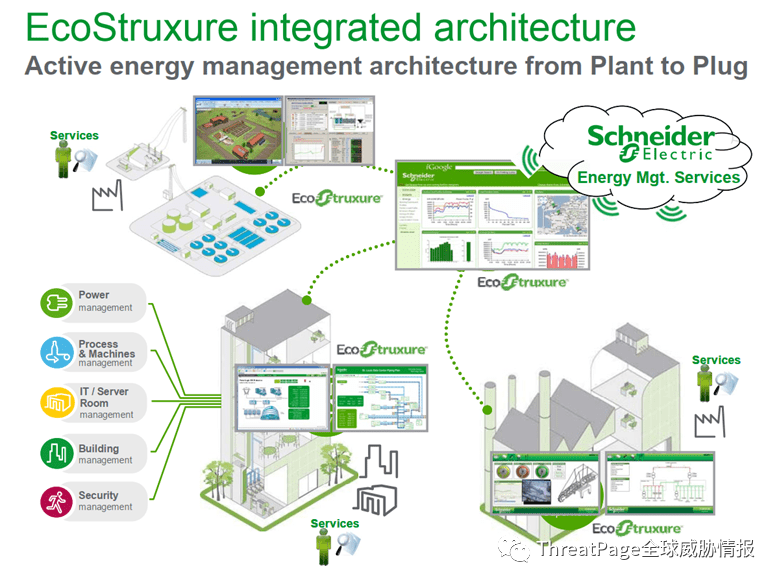 EcoStruxure integrated architecture
Active energy management architecture from Plant to Plug
Services
EcoStruxure
iGoogle
Schneider Electric
Schneider
Electric
Energy Mgt. Services
EcoStruxure
Power
management
Process
& Machines
management
IT / Server
Room
management
Building
management
Security
management
EcoStruxure
Services
Services
EcoStruxure
ThreatPage全球威胁情报